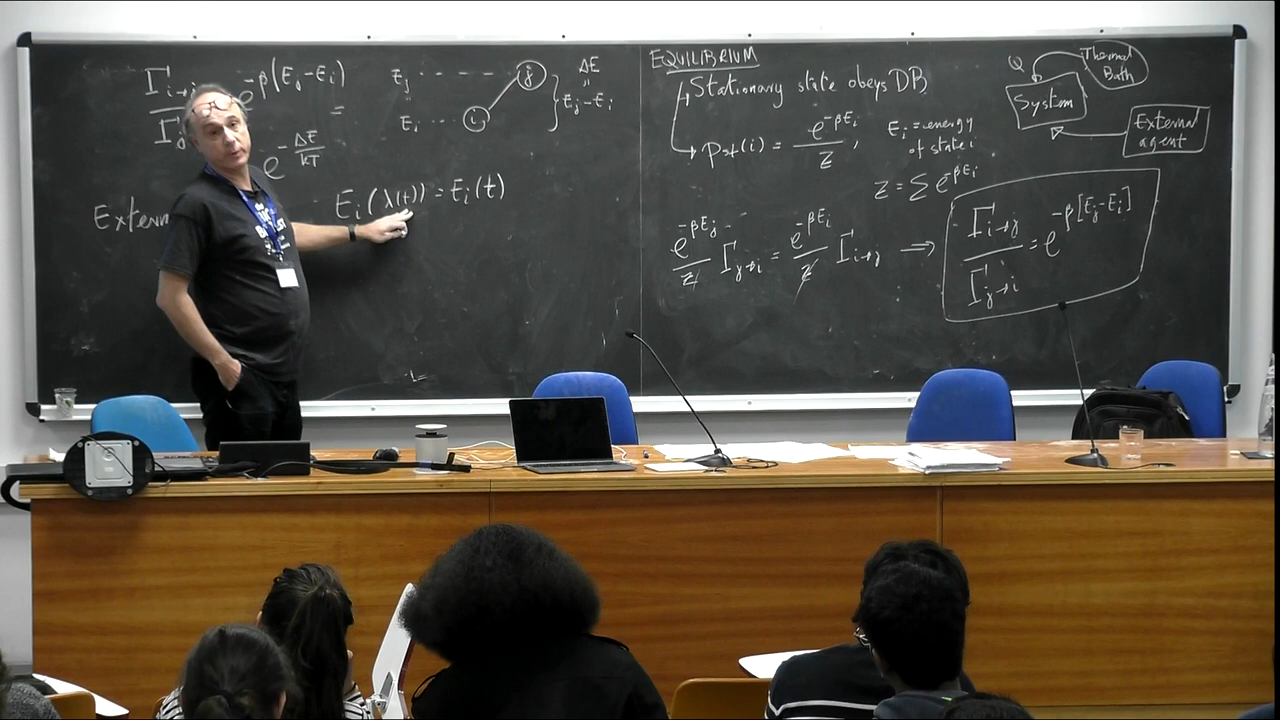 Γi→j e^-β(Ej-Ei)
Γj =
e^-ΔE/kT
Ej - - - - - j
Ei - - - i
ΔE
"
Ej-Ei
Extern
Ei(λ(t)) = Ei(t)
EQUILIBRIUM
Stationary state obeys DB
Pst(i) = e^-βEi / Z ,
Ei = energy
of state i
Z = Σ e^-βEi
e^-βEj / Z Γj→i = e^-βEi / Z Γi→j ⟹
Γi→j / Γj→i = e^-β[Ej-Ei]
Q
Thermal
Bath
System
External
agent